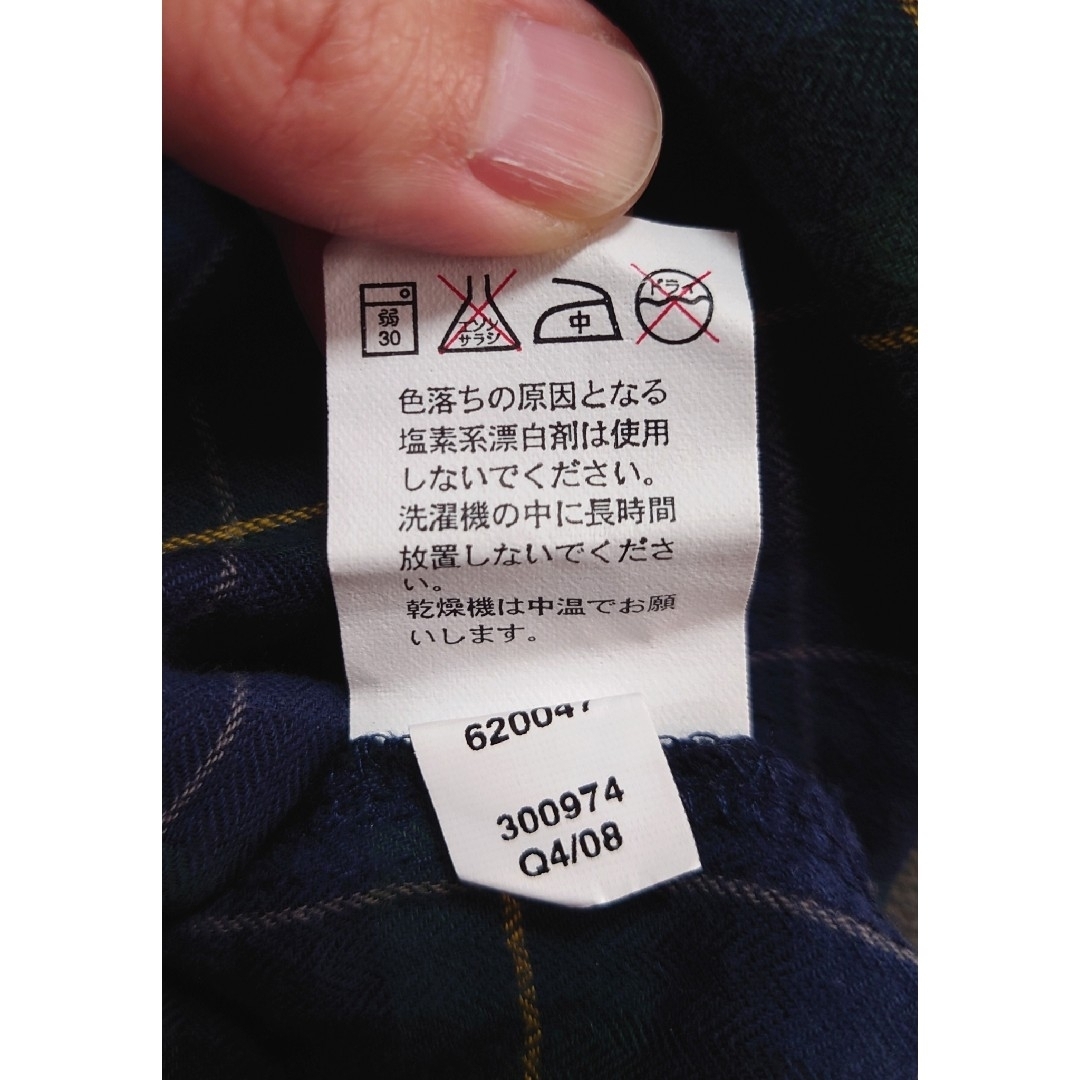 弱
30
エンソ
サラシ
中
ドライ
色落ちの原因となる
塩素系漂白剤は使用
しないでください。
洗濯機の中に長時間
放置しないでくださ
い。
乾燥機は中温でお願
いします。
620047
300974
Q4/08